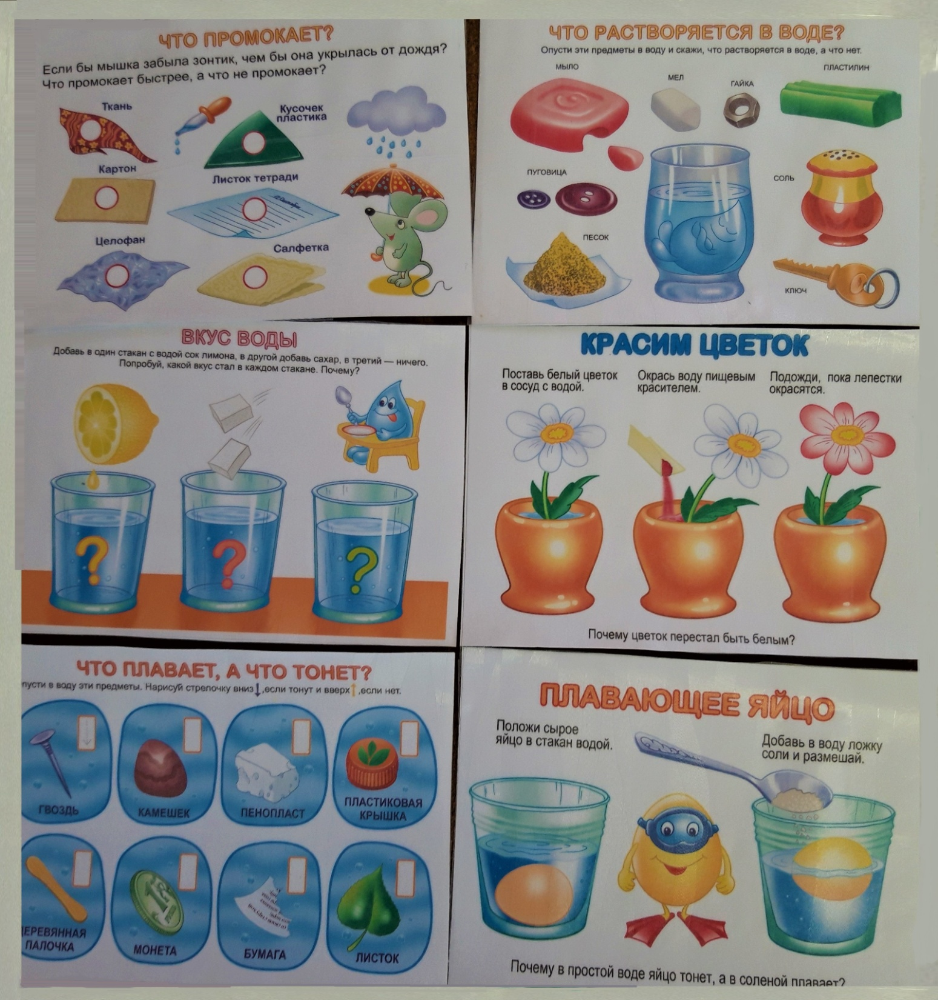 ЧТО ПРОМОКАЕТ?
Если бы мышка забыла зонтик, чем бы она укрылась от дождя?
Что промокает быстрее, а что не промокает?
Ткань
Кусочек
пластика
Картон
Листок тетради
Целофан
Салфетка
ЧТО РАСТВОРЯЕТСЯ В ВОДЕ?
Опусти эти предметы в воду и скажи, что растворяется в воде, а что нет.
МЫЛО
МЕЛ
ГАЙКА
ПЛАСТИЛИН
ПУГОВИЦА
СОЛЬ
ПЕСОК
КЛЮЧ
ВКУС ВОДЫ
Добавь в один стакан с водой сок лимона, в другой добавь сахар, в третий — ничего.
Попробуй, какой вкус стал в каждом стакане. Почему?
?
?
?
КРАСИМ ЦВЕТОК
Поставь белый цветок
в сосуд с водой.
Окрась воду пищевым
красителем.
Подожди, пока лепестки
окрасятся.
Почему цветок перестал быть белым?
ЧТО ПЛАВАЕТ, А ЧТО ТОНЕТ?
пусти в воду эти предметы. Нарисуй стрелочку вниз ↓,если тонут и вверх ↑,если нет.
ГВОЗДЬ
КАМЕШЕК
ПЕНОПЛАСТ
ПЛАСТИКОВАЯ
КРЫШКА
ДЕРЕВЯННАЯ
ПАЛОЧКА
МОНЕТА
БУМАГА
ЛИСТОК
ПЛАВАЮЩЕЕ ЯЙЦО
Положи сырое
яйцо в стакан водой.
Добавь в воду ложку
соли и размешай.
Почему в простой воде яйцо тонет, а в соленой плавает?